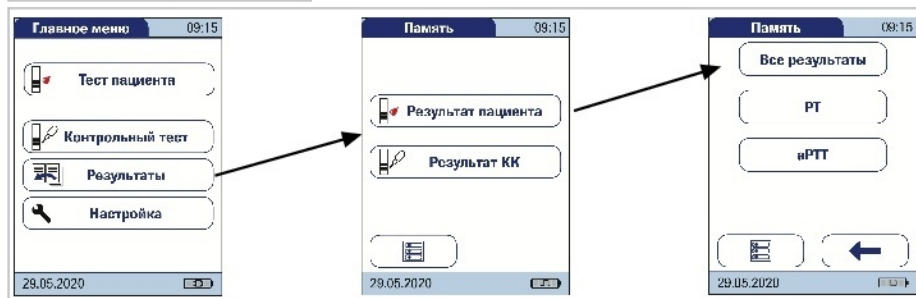 Главное меню 09:15
Тест пациента
Контрольный тест
Результаты
Настройка
29.05.2020
Память 09:15
Результат пациента
Результат КК
29.05.2020
Память 09:15
Все результаты
PT
aPTT
29.05.2020